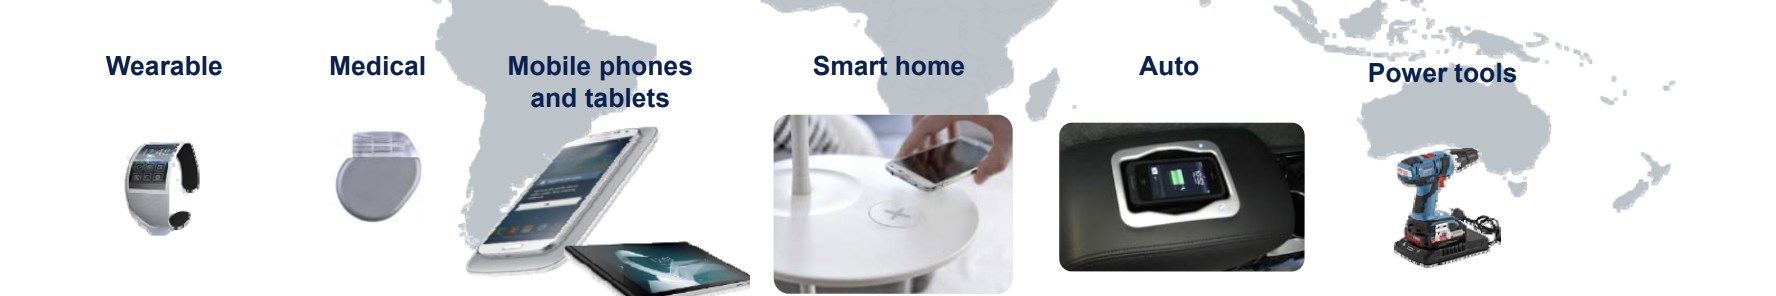 Wearable
Medical
Mobile phones
and tablets
Smart home
Auto
Power tools